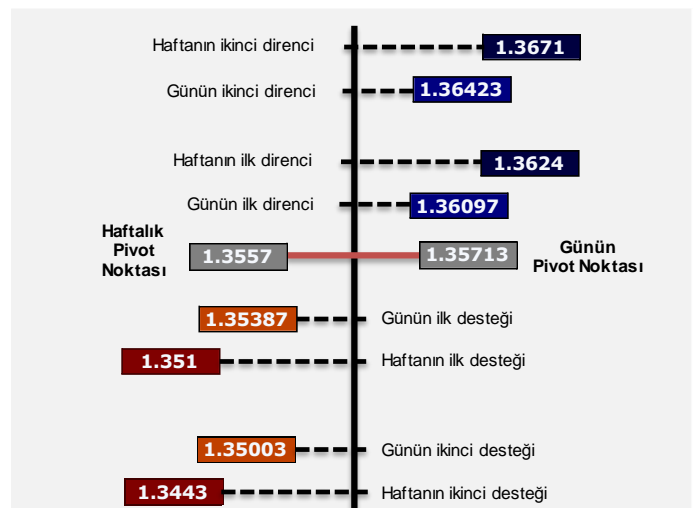 Haftanın ikinci direnci
1.3671
Günün ikinci direnci
1.36423
Haftanın ilk direnci
1.3624
Günün ilk direnci
1.36097
Haftalık
Pivot
Noktası
1.3557
1.35713
Günün
Pivot Noktası
1.35387
Günün ilk desteği
1.351
Haftanın ilk desteği
1.35003
Günün ikinci desteği
1.3443
Haftanın ikinci desteği